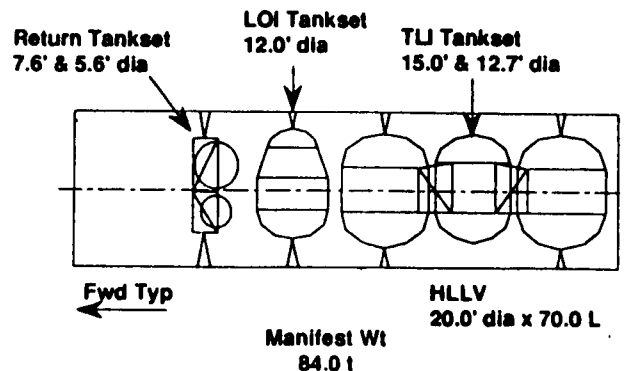 LOI Tankset
12.0' dia
TLI Tankset
15.0' & 12.7' dia
Return Tankset
7.6' & 5.6' dia
Fwd Typ
HLLV
20.0' dia x 70.0 L
Manifest Wt
84.0 t